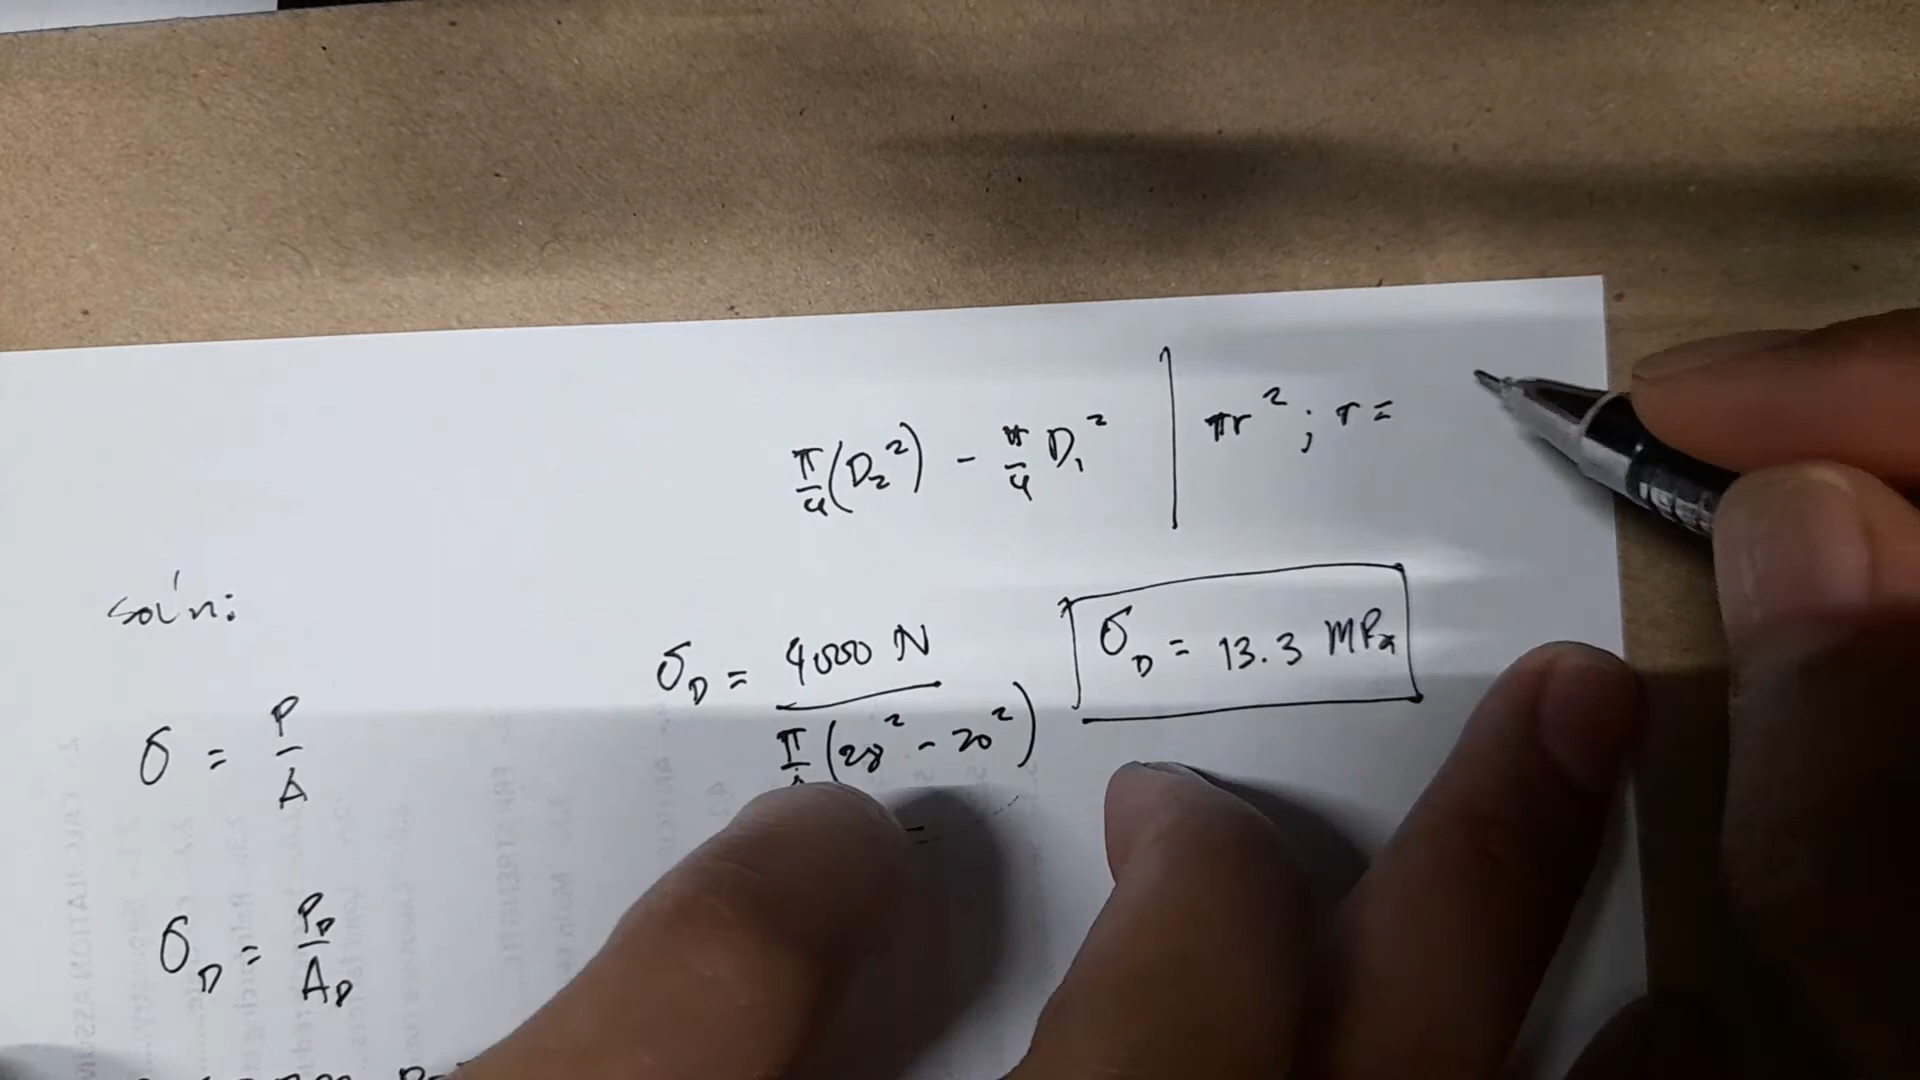 π/4 (D₂²) - π/4 D₁² | πr² ; r =
Sol'n:
σ = P/A
σ_D = P_D/A_D
σ_D = 4000 N / π/4 (28² - 20²)
σ_D = 13.3 MPa